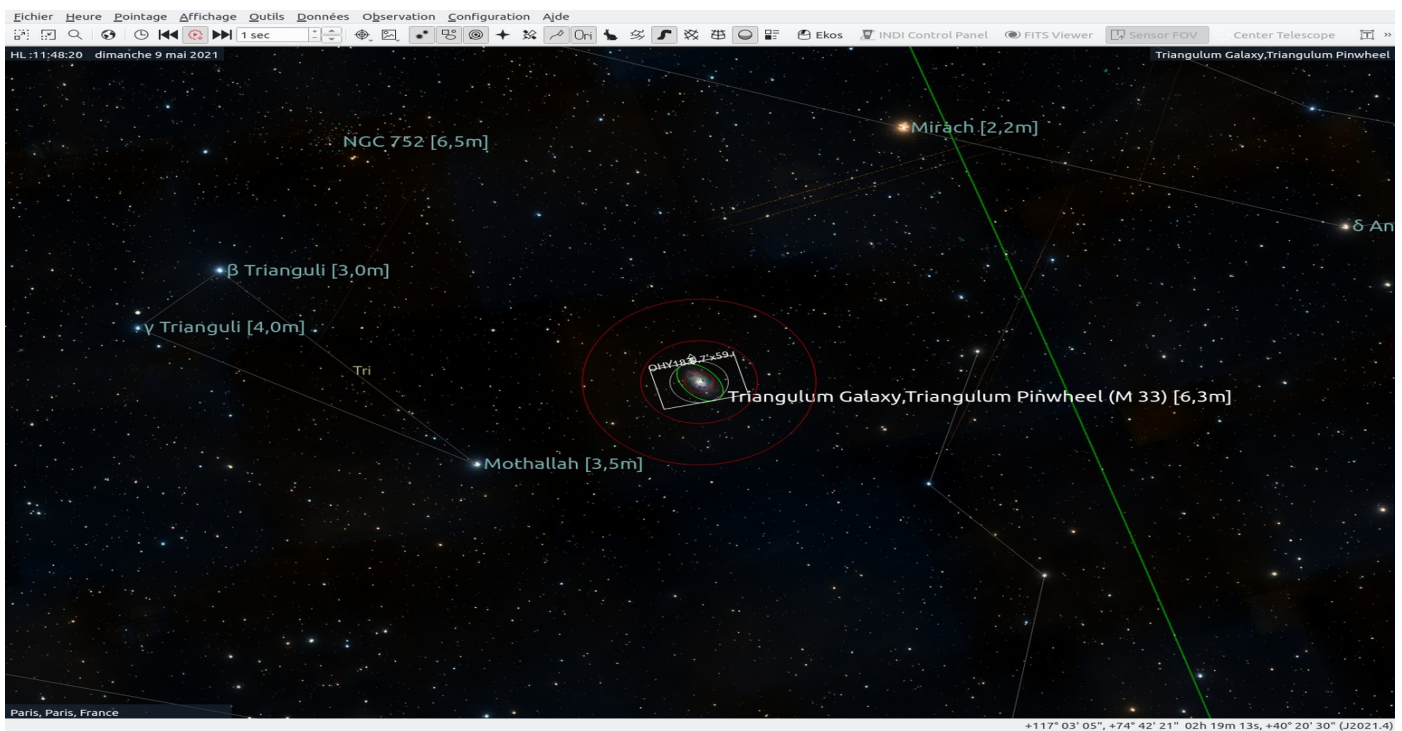 Fichier Heure Pointage Affichage Outils Données Observation Configuration Aide
1 sec Ori Ekos INDI Control Panel FITS Viewer Sensor FOV Center Telescope »
HL :11:48:20 dimanche 9 mai 2021
Triangulum Galaxy,Triangulum Pinwheel
Mirach [2,2m]
NGC 752 [6,5m]
δ An
β Trianguli [3,0m]
γ Trianguli [4,0m]
Tri
Triangulum Galaxy,Triangulum Pinwheel (M 33) [6,3m]
Mothallah [3,5m]
Paris, Paris, France
+117° 03' 05", +74° 42' 21" 02h 19m 13s, +40° 20' 30" (J2021.4)